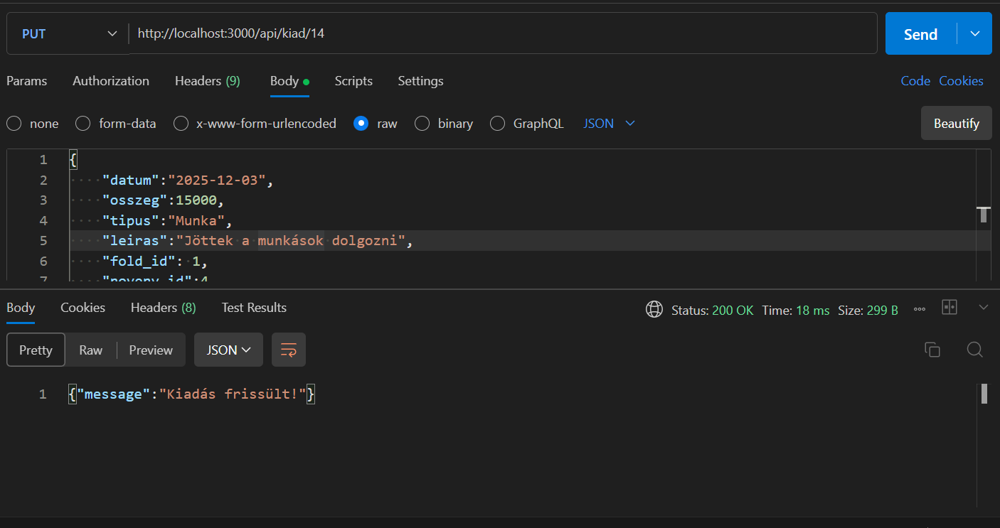 PUT http://localhost:3000/api/kiad/14 Send
Params Authorization Headers (9) Body Scripts Settings Code Cookies
none form-data x-www-form-urlencoded raw binary GraphQL JSON Beautify
1 {
2 "datum":"2025-12-03",
3 "osszeg":15000,
4 "tipus":"Munka",
5 "leiras":"Jöttek a munkások dolgozni",
6 "fold_id": 1,
7 "noveny_id":4
Body Cookies Headers (8) Test Results Status: 200 OK Time: 18 ms Size: 299 B
Pretty Raw Preview JSON
1 {"message":"Kiadás frissült!"}